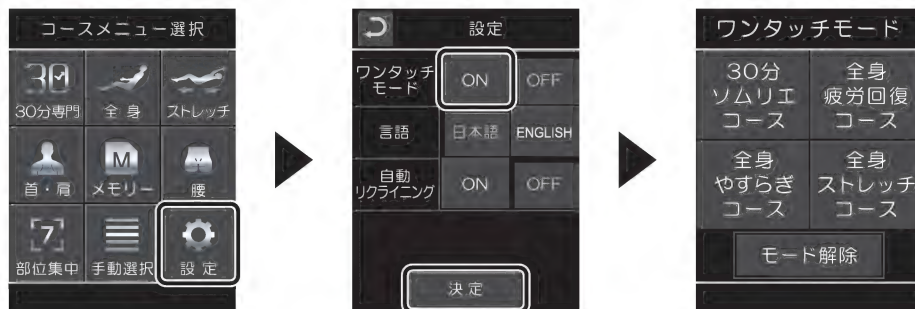 コースメニュー選択
30
30分専門
全身
ストレッチ
首・肩
M
メモリー
腰
7
部位集中
手動選択
設定
設定
ワンタッチ
モード
ON
OFF
言語
日本語
ENGLISH
自動
リクライニング
ON
OFF
決定
ワンタッチモード
30分
ソムリエ
コース
全身
疲労回復
コース
全身
やすらぎ
コース
全身
ストレッチ
コース
モード解除